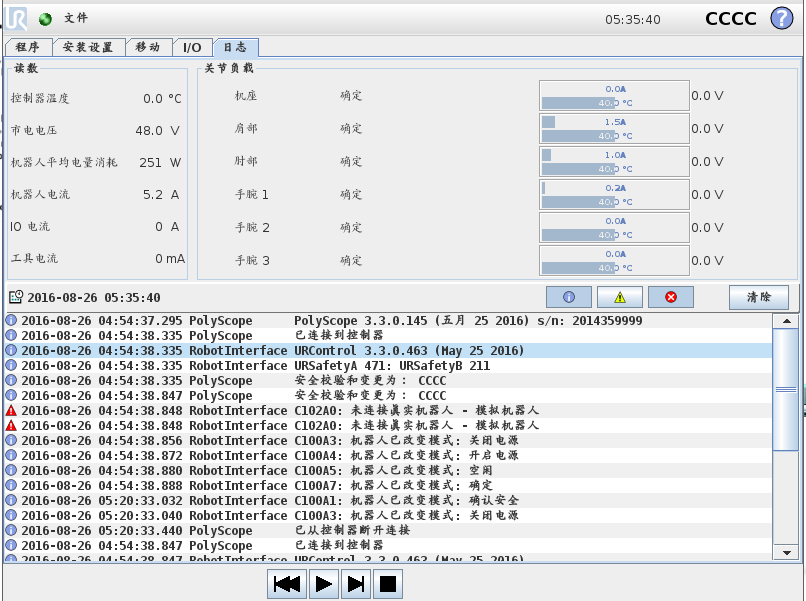 UR 文件 05:35:40 CCCC ?
程序 安装设置 移动 I/O 日志
读数 关节负载
控制器温度 0.0 °C
市电电压 48.0 V
机器人平均电量消耗 251 W
机器人电流 5.2 A
IO 电流 0 A
工具电流 0 mA
机座 确定 0.0A 40.0 °C 0.0 V
肩部 确定 1.5A 40.0 °C 0.0 V
肘部 确定 1.0A 40.0 °C 0.0 V
手腕 1 确定 0.2A 40.0 °C 0.0 V
手腕 2 确定 0.0A 40.0 °C 0.0 V
手腕 3 确定 0.0A 40.0 °C 0.0 V
2016-08-26 05:35:40 清除
2016-08-26 04:54:37.295 PolyScope PolyScope 3.3.0.145 (五月 25 2016) s/n: 2014359999
2016-08-26 04:54:38.335 PolyScope 已连接到控制器
2016-08-26 04:54:38.335 RobotInterface URControl 3.3.0.463 (May 25 2016)
2016-08-26 04:54:38.335 RobotInterface URSafetyA 471: URSafetyB 211
2016-08-26 04:54:38.335 PolyScope 安全校验和变更为: CCCC
2016-08-26 04:54:38.847 PolyScope 安全校验和变更为: CCCC
2016-08-26 04:54:38.848 RobotInterface C102A0: 未连接真实机器人 - 模拟机器人
2016-08-26 04:54:38.848 RobotInterface C102A0: 未连接真实机器人 - 模拟机器人
2016-08-26 04:54:38.856 RobotInterface C100A3: 机器人已改变模式: 关闭电源
2016-08-26 04:54:38.872 RobotInterface C100A4: 机器人已改变模式: 开启电源
2016-08-26 04:54:38.880 RobotInterface C100A5: 机器人已改变模式: 空闲
2016-08-26 04:54:38.888 RobotInterface C100A7: 机器人已改变模式: 确定
2016-08-26 05:20:33.032 RobotInterface C100A1: 机器人已改变模式: 确认安全
2016-08-26 05:20:33.040 RobotInterface C100A3: 机器人已改变模式: 关闭电源
2016-08-26 05:20:33.440 PolyScope 已从控制器断开连接
2016-08-26 04:54:38.847 PolyScope 已连接到控制器
2016-08-26 04:54:38.847 RobotInterface URControl 3.3.0.463 (May 25 2016)